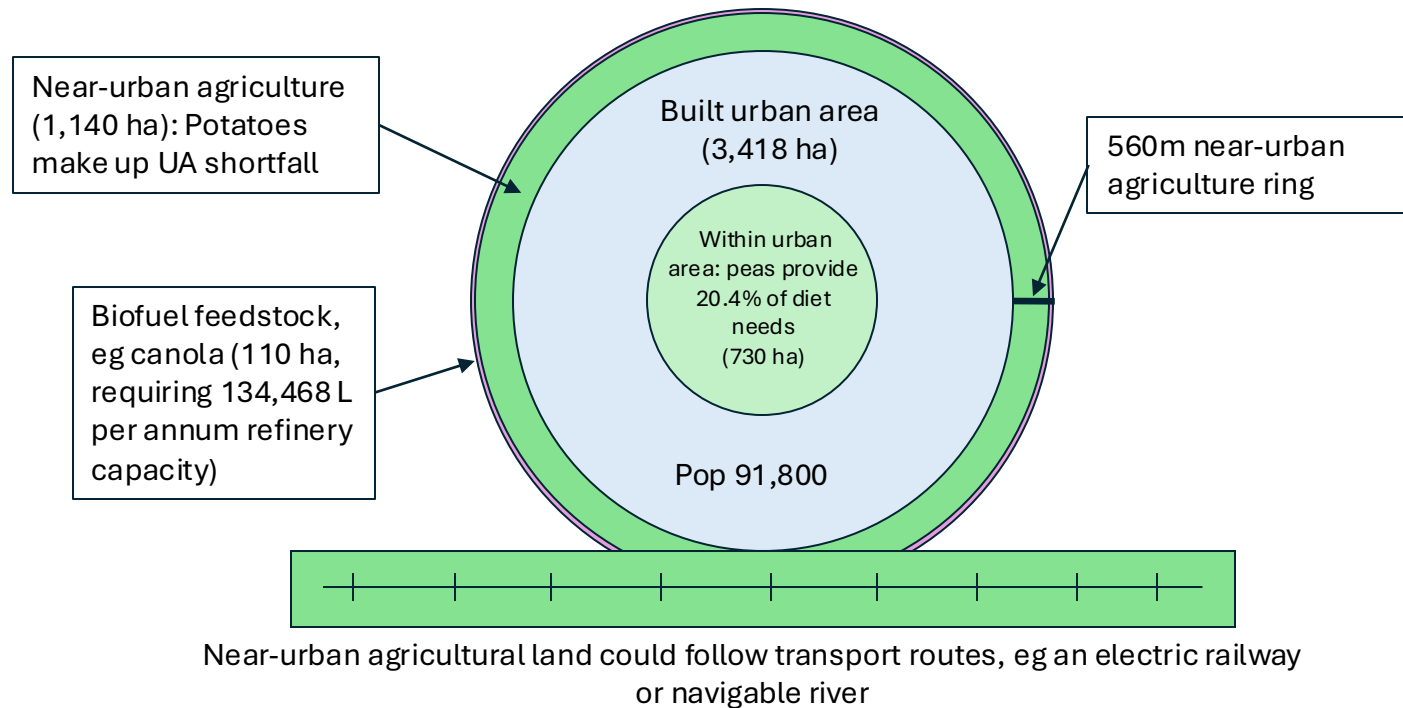 Near-urban agriculture
(1,140 ha): Potatoes
make up UA shortfall
Built urban area
(3,418 ha)
560m near-urban
agriculture ring
Within urban
area: peas provide
20.4% of diet
needs
(730 ha)
Biofuel feedstock,
eg canola (110 ha,
requiring 134,468 L
per annum refinery
capacity)
Pop 91,800
Near-urban agricultural land could follow transport routes, eg an electric railway
or navigable river